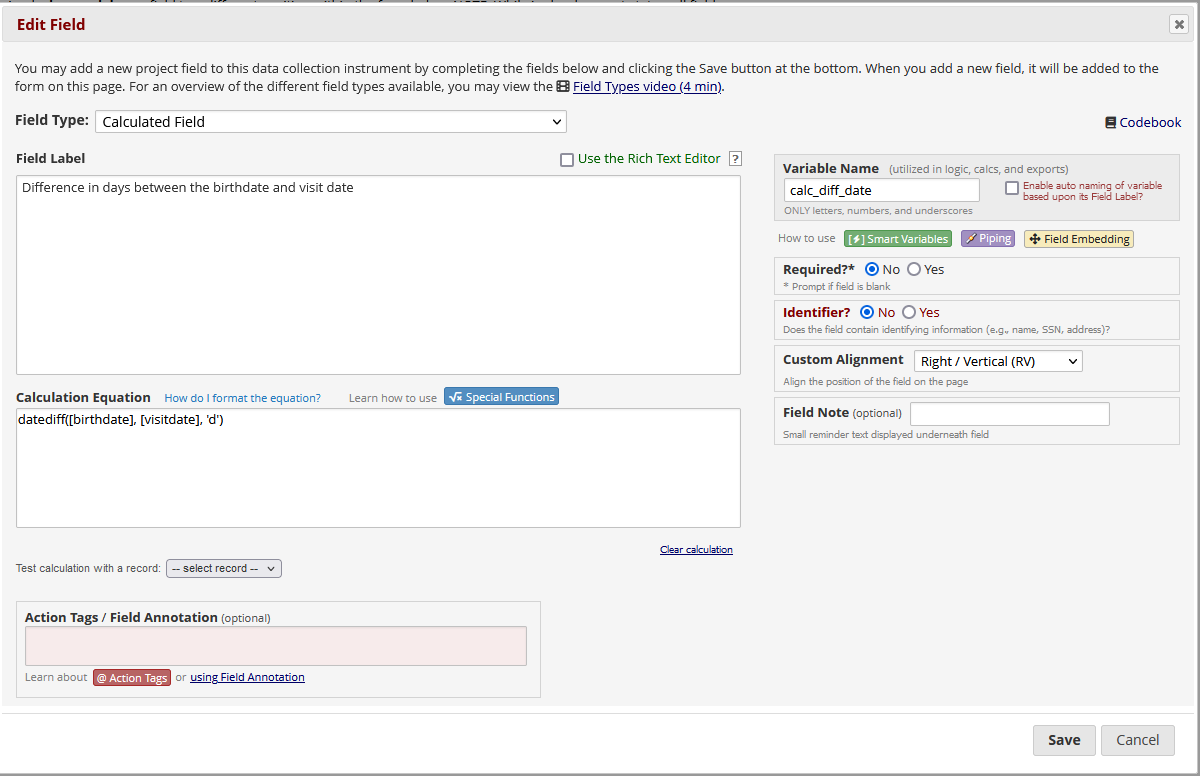 Edit Field
You may add a new project field to this data collection instrument by completing the fields below and clicking the Save button at the bottom. When you add a new field, it will be added to the
form on this page. For an overview of the different field types available, you may view the Field Types video (4 min).
Field Type: Calculated Field
Codebook
Field Label
Use the Rich Text Editor ?
Difference in days between the birthdate and visit date
Calculation Equation How do I format the equation? Learn how to use √x Special Functions
datediff([birthdate], [visitdate], 'd')
Clear calculation
Test calculation with a record: -- select record --
Action Tags / Field Annotation (optional)
Learn about @ Action Tags or using Field Annotation
Variable Name (utilized in logic, calcs, and exports)
calc_diff_date
Enable auto naming of variable
based upon its Field Label?
ONLY letters, numbers, and underscores
How to use [⚡] Smart Variables Piping Field Embedding
Required?* No Yes
* Prompt if field is blank
Identifier? No Yes
Does the field contain identifying information (e.g., name, SSN, address)?
Custom Alignment Right / Vertical (RV)
Align the position of the field on the page
Field Note (optional)
Small reminder text displayed underneath field
Save Cancel